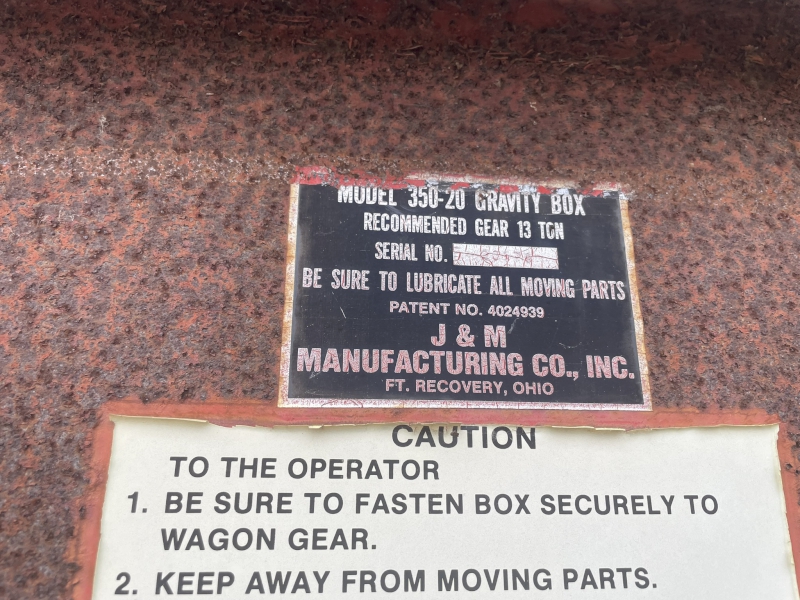 MODEL 350-20 GRAVITY BOX
RECOMMENDED GEAR 13 TON
SERIAL NO.
BE SURE TO LUBRICATE ALL MOVING PARTS
PATENT NO. 4024939
J & M
MANUFACTURING CO., INC.
FT. RECOVERY, OHIO
CAUTION
TO THE OPERATOR
1. BE SURE TO FASTEN BOX SECURELY TO
WAGON GEAR.
2. KEEP AWAY FROM MOVING PARTS.